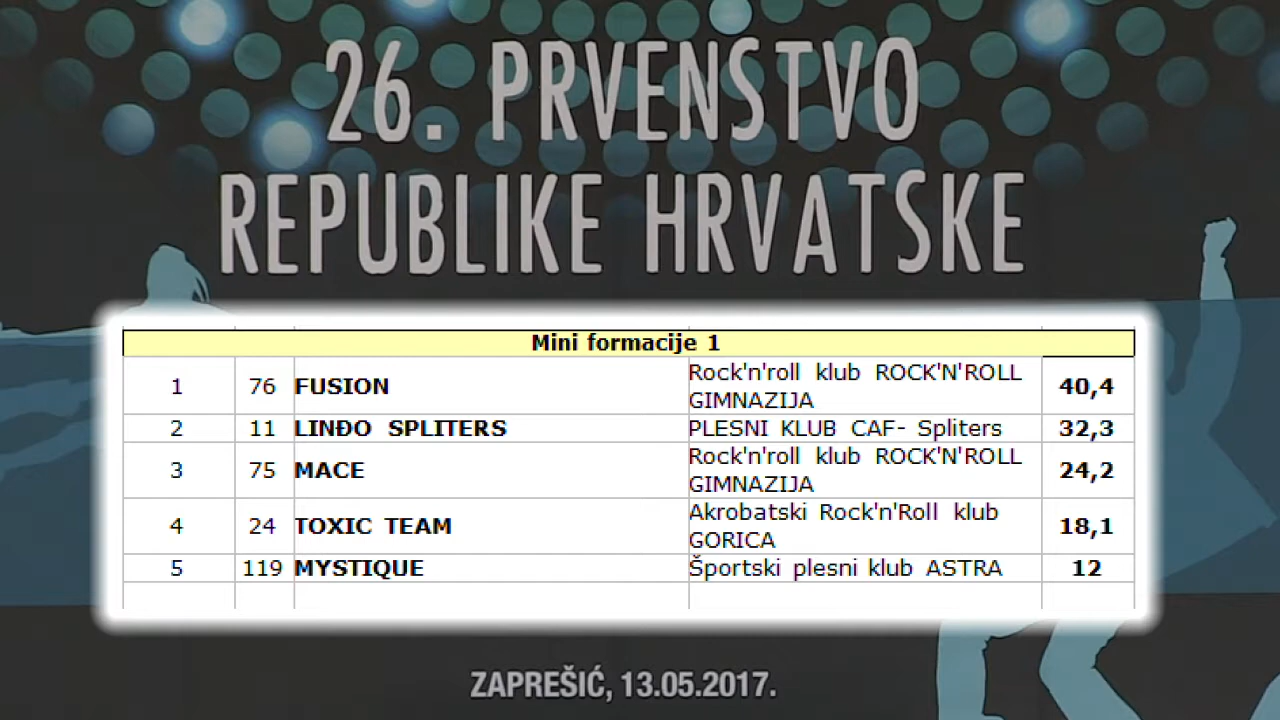 26. PRVENSTVO
REPUBLIKE HRVATSKE
Mini formacije 1
1 76 FUSION Rock'n'roll klub ROCK'N'ROLL GIMNAZIJA 40,4
2 11 LINĐO SPLITERS PLESNI KLUB CAF- Spliters 32,3
3 75 MACE Rock'n'roll klub ROCK'N'ROLL GIMNAZIJA 24,2
4 24 TOXIC TEAM Akrobatski Rock'n'Roll klub GORICA 18,1
5 119 MYSTIQUE Športski plesni klub ASTRA 12
ZAPREŠIĆ, 13.05.2017.